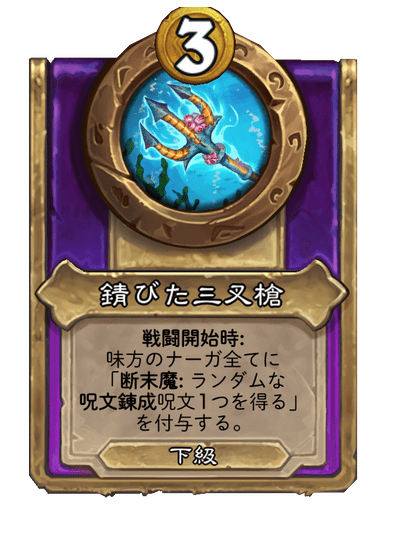 3
錆びた三叉槍
戦闘開始時:
味方のナーガ全てに
「断末魔: ランダムな
呪文錬成呪文1つを得る」
を付与する。
下級